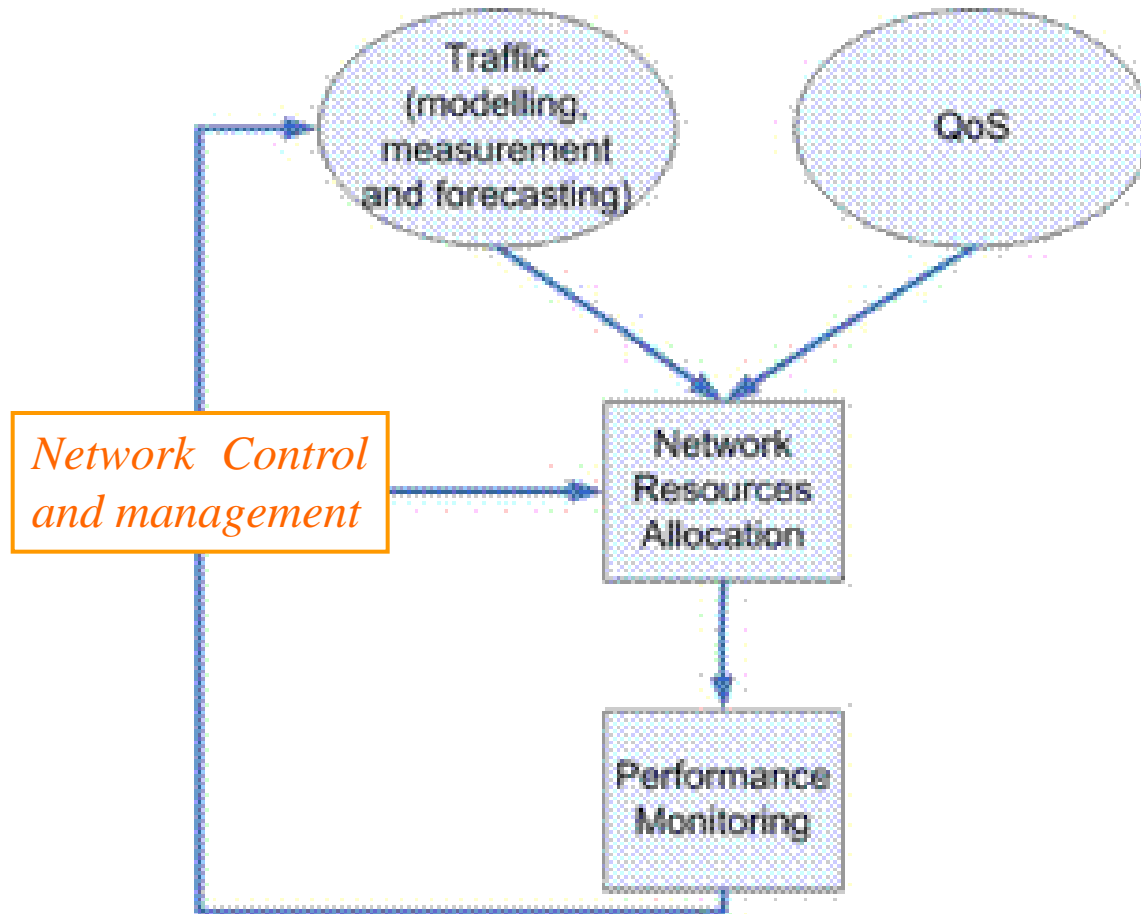 Traffic
(modelling,
measurement
and forecasting)
QoS
Network Control
and management
Network
Resources
Allocation
Performance
Monitoring